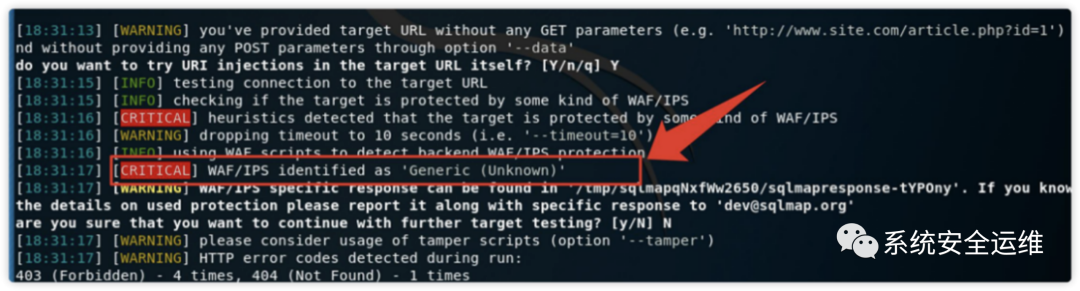 [18:31:13] [WARNING] you've provided target URL without any GET parameters (e.g. 'http://www.site.com/article.php?id=1')
nd without providing any POST parameters through option '--data'
do you want to try URI injections in the target URL itself? [Y/n/q] Y
[18:31:15] [INFO] testing connection to the target URL
[18:31:15] [INFO] checking if the target is protected by some kind of WAF/IPS
[18:31:16] [CRITICAL] heuristics detected that the target is protected by some kind of WAF/IPS
[18:31:16] [WARNING] dropping timeout to 10 seconds (i.e. '--timeout=10')
[18:31:16] [INFO] using WAF scripts to detect backend WAF/IPS protection
[18:31:17] [CRITICAL] WAF/IPS identified as 'Generic (Unknown)'
[18:31:17] [WARNING] WAF/IPS specific response can be found in '/tmp/sqlmapqNxfWw2650/sqlmapresponse-tYPOny'. If you know
the details on used protection please report it along with specific response to 'dev@sqlmap.org'
are you sure that you want to continue with further target testing? [y/N] N
[18:31:17] [WARNING] please consider usage of tamper scripts (option '--tamper')
[18:31:17] [WARNING] HTTP error codes detected during run:
403 (Forbidden) - 4 times, 404 (Not Found) - 1 times
系统安全运维